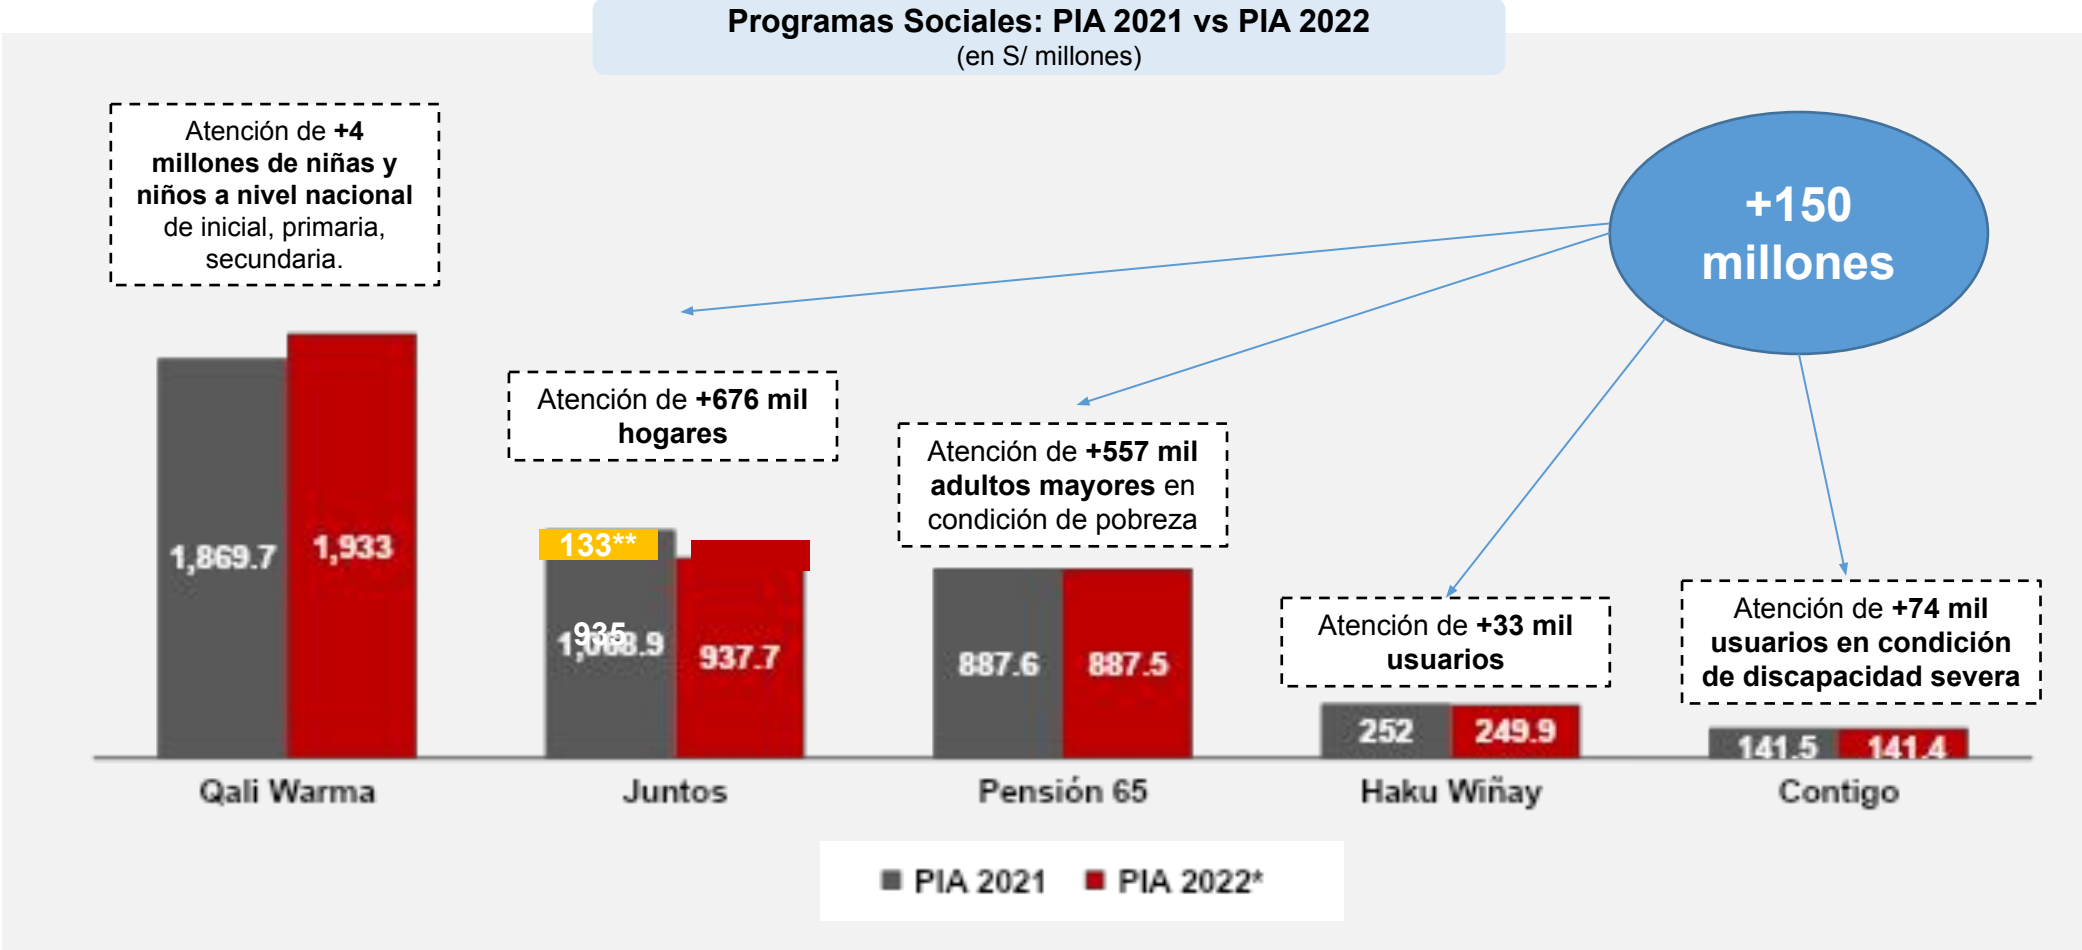 Programas Sociales: PIA 2021 vs PIA 2022
(en S/ millones)
Atención de +4
millones de niñas y
niños a nivel nacional
de inicial, primaria,
secundaria.
+150
millones
Atención de +676 mil
hogares
Atención de +557 mil
adultos mayores en
condición de pobreza
Atención de +33 mil
usuarios
Atención de +74 mil
usuarios en condición
de discapacidad severa
1,869.7
1,933
133**
935
937.7
887.6
887.5
252
249.9
141.5
141.4
Qali Warma
Juntos
Pensión 65
Haku Wiñay
Contigo
PIA 2021
PIA 2022*